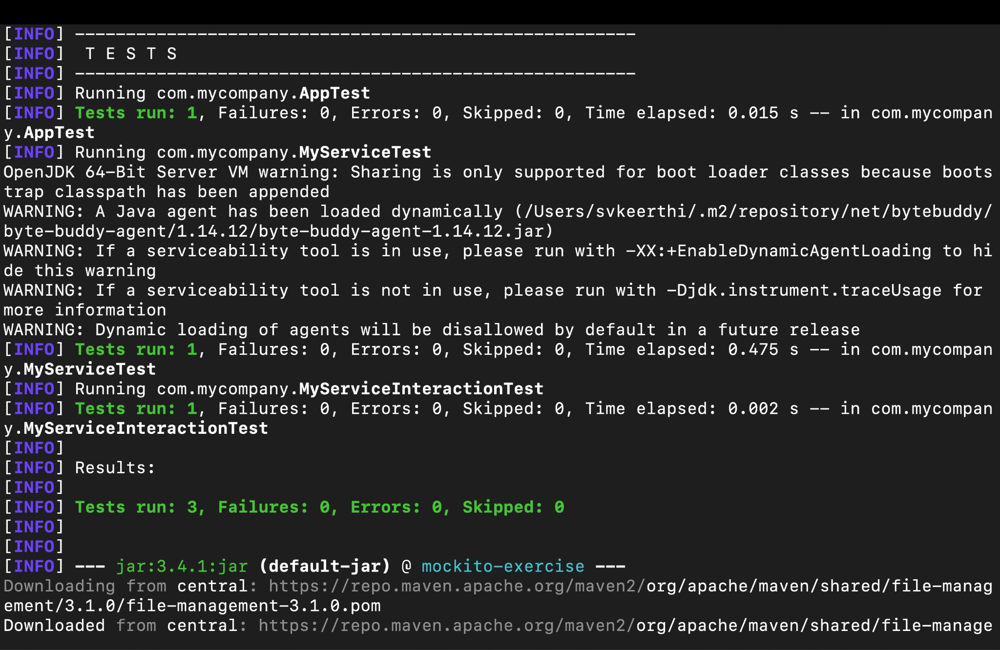 [INFO] -------------------------------------------------------
[INFO]  T E S T S
[INFO] -------------------------------------------------------
[INFO] Running com.mycompany.AppTest
[INFO] Tests run: 1, Failures: 0, Errors: 0, Skipped: 0, Time elapsed: 0.015 s -- in com.mycompan
y.AppTest
[INFO] Running com.mycompany.MyServiceTest
OpenJDK 64-Bit Server VM warning: Sharing is only supported for boot loader classes because boots
trap classpath has been appended
WARNING: A Java agent has been loaded dynamically (/Users/svkeerthi/.m2/repository/net/bytebuddy/
byte-buddy-agent/1.14.12/byte-buddy-agent-1.14.12.jar)
WARNING: If a serviceability tool is in use, please run with -XX:+EnableDynamicAgentLoading to hi
de this warning
WARNING: If a serviceability tool is not in use, please run with -Djdk.instrument.traceUsage for
more information
WARNING: Dynamic loading of agents will be disallowed by default in a future release
[INFO] Tests run: 1, Failures: 0, Errors: 0, Skipped: 0, Time elapsed: 0.475 s -- in com.mycompan
y.MyServiceTest
[INFO] Running com.mycompany.MyServiceInteractionTest
[INFO] Tests run: 1, Failures: 0, Errors: 0, Skipped: 0, Time elapsed: 0.002 s -- in com.mycompan
y.MyServiceInteractionTest
[INFO]
[INFO] Results:
[INFO]
[INFO] Tests run: 3, Failures: 0, Errors: 0, Skipped: 0
[INFO]
[INFO]
[INFO] --- jar:3.4.1:jar (default-jar) @ mockito-exercise ---
Downloading from central: https://repo.maven.apache.org/maven2/org/apache/maven/shared/file-manag
ement/3.1.0/file-management-3.1.0.pom
Downloaded from central: https://repo.maven.apache.org/maven2/org/apache/maven/shared/file-manage